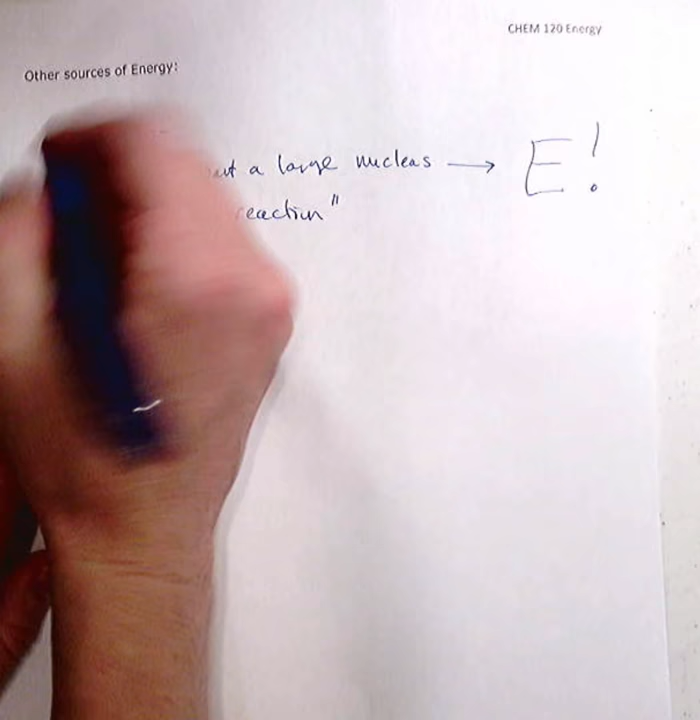 CHEM 120 Energy
Other sources of Energy:
a large nucleas → E!
reaction"